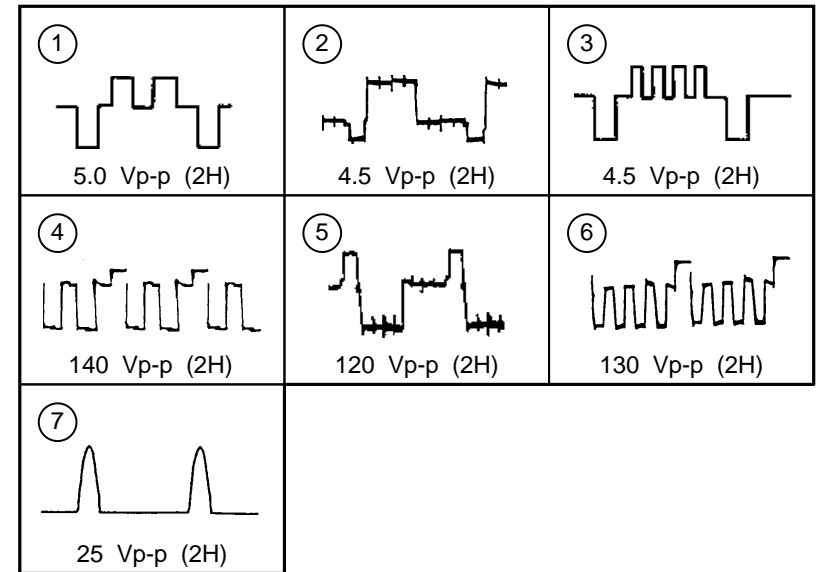 ① ② ③
5.0 Vp-p (2H) 4.5 Vp-p (2H) 4.5 Vp-p (2H)
④ ⑤ ⑥
140 Vp-p (2H) 120 Vp-p (2H) 130 Vp-p (2H)
⑦
25 Vp-p (2H)